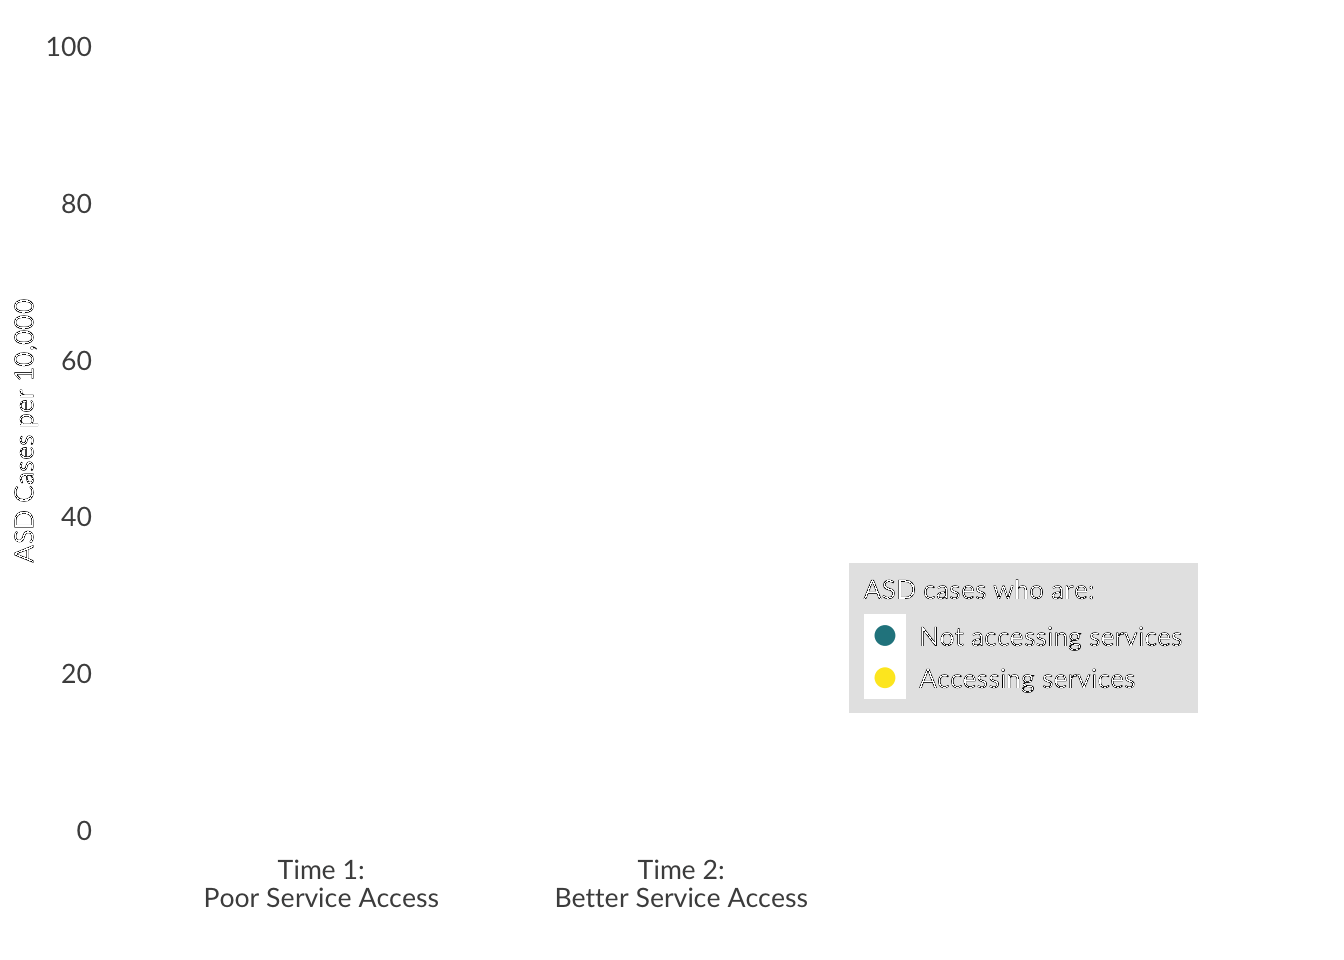 100
80
60
40
20
0
ASD Cases per 10,000
Time 1:
Poor Service Access
Time 2:
Better Service Access
ASD cases who are:
Not accessing services
Accessing services